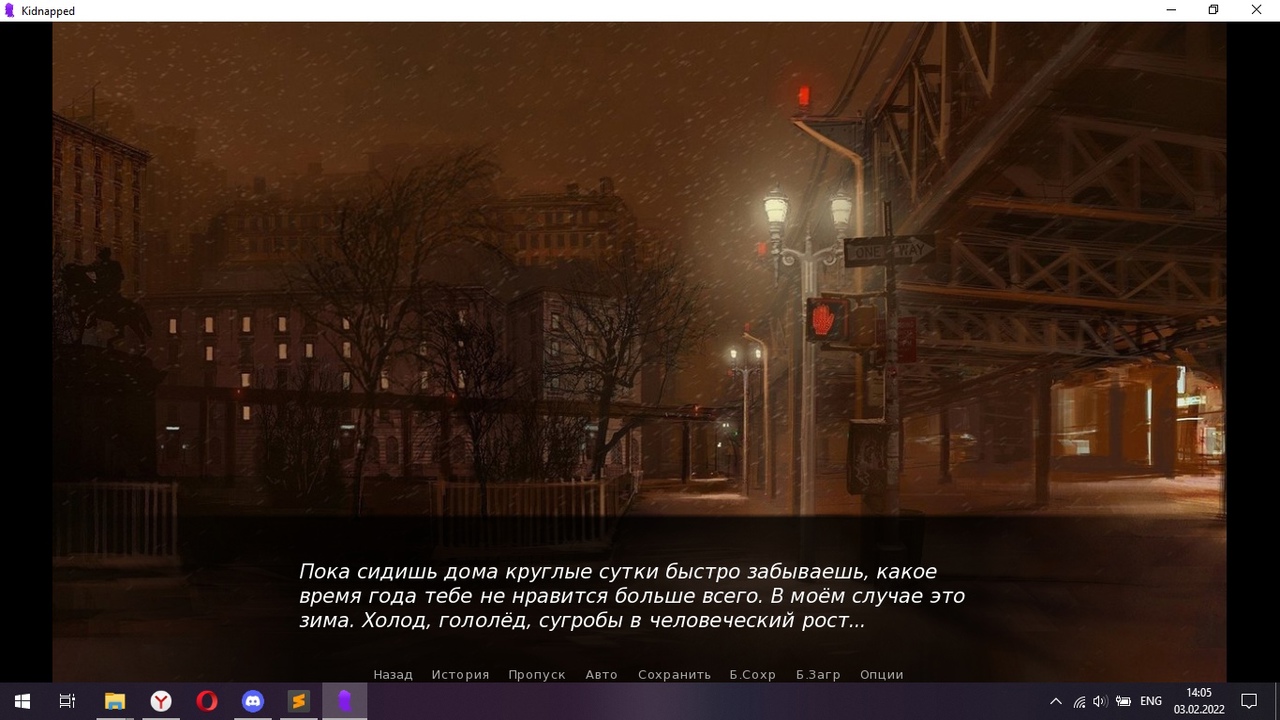 Kidnapped
ONE WAY
Пока сидишь дома круглые сутки быстро забываешь, какое
время года тебе не нравится больше всего. В моём случае это
зима. Холод, гололёд, сугробы в человеческий рост...
Назад История Пропуск Авто Сохранить Б.Сохр Б.Загр Опции
ENG
14:05
03.02.2022